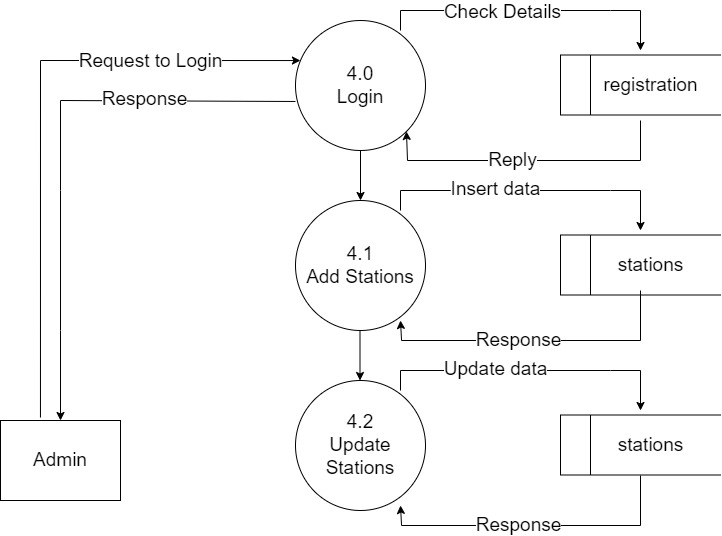 Check Details
Request to Login
4.0
Login
registration
Response
Reply
Insert data
4.1
Add Stations
stations
Response
Update data
4.2
Update
Stations
stations
Admin
Response